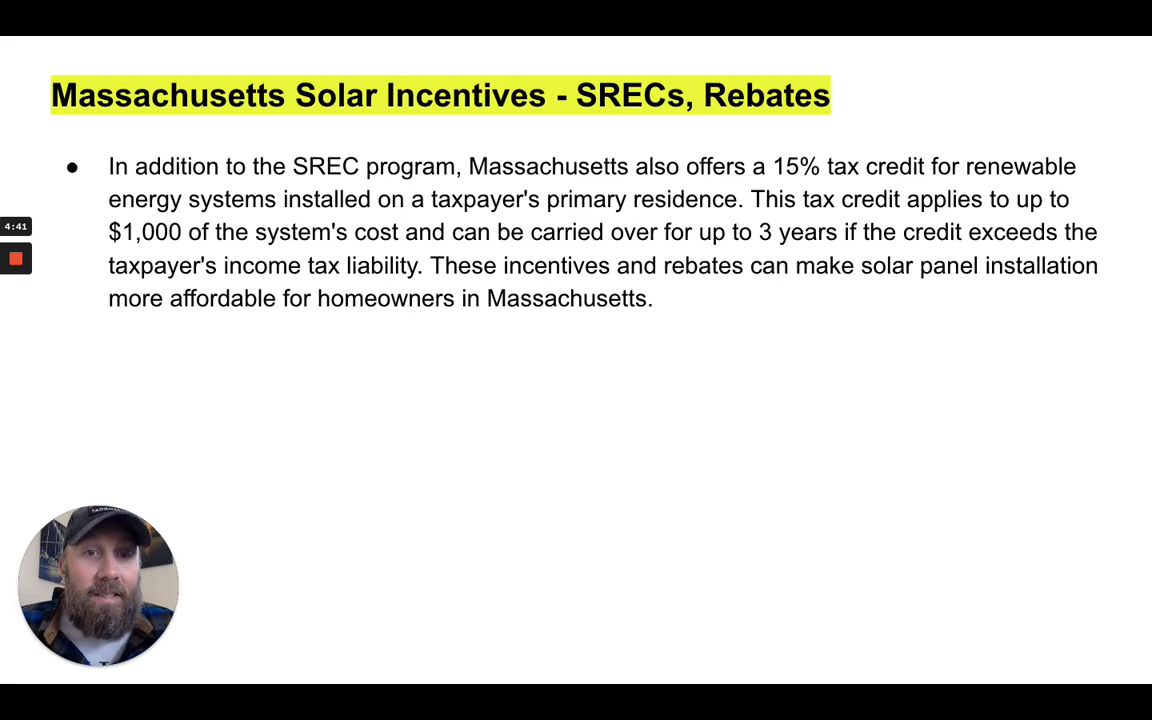 Massachusetts Solar Incentives - SRECs, Rebates
● In addition to the SREC program, Massachusetts also offers a 15% tax credit for renewable
energy systems installed on a taxpayer's primary residence. This tax credit applies to up to
$1,000 of the system's cost and can be carried over for up to 3 years if the credit exceeds the
taxpayer's income tax liability. These incentives and rebates can make solar panel installation
more affordable for homeowners in Massachusetts.
4:41